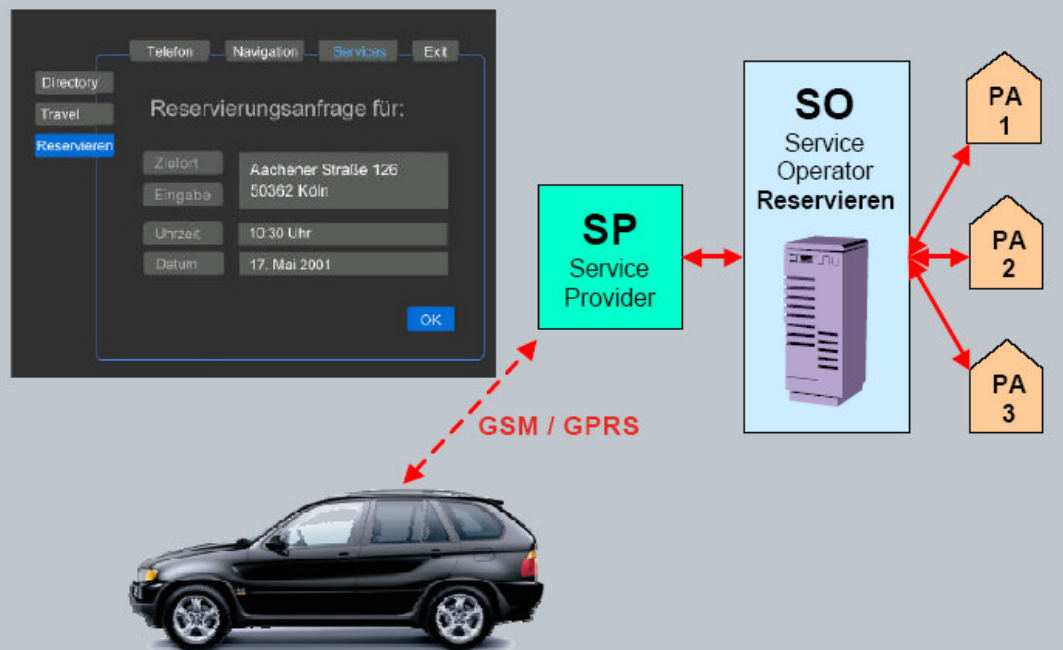 Telefon
Navigation
Services
Exit
Directory
Travel
Reservieren
Reservierungsanfrage für:
Zielort
Eingabe
Aachener Straße 126
50362 Köln
Uhrzeit
10:30 Uhr
Datum
17. Mai 2001
OK
SP
Service
Provider
SO
Service
Operator
Reservieren
PA
1
PA
2
PA
3
GSM / GPRS